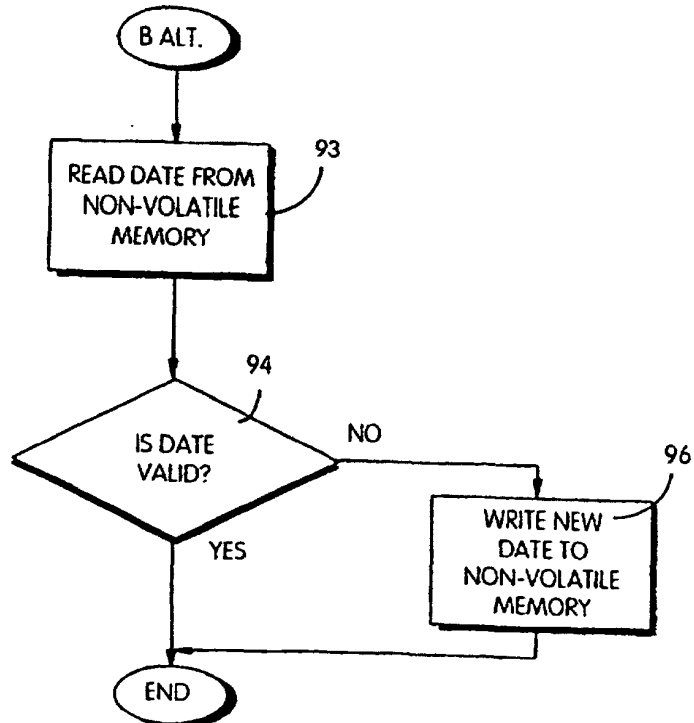 B ALT.
93
READ DATE FROM
NON-VOLATILE
MEMORY
94
IS DATE
VALID?
NO
YES
96
WRITE NEW
DATE TO
NON-VOLATILE
MEMORY
END